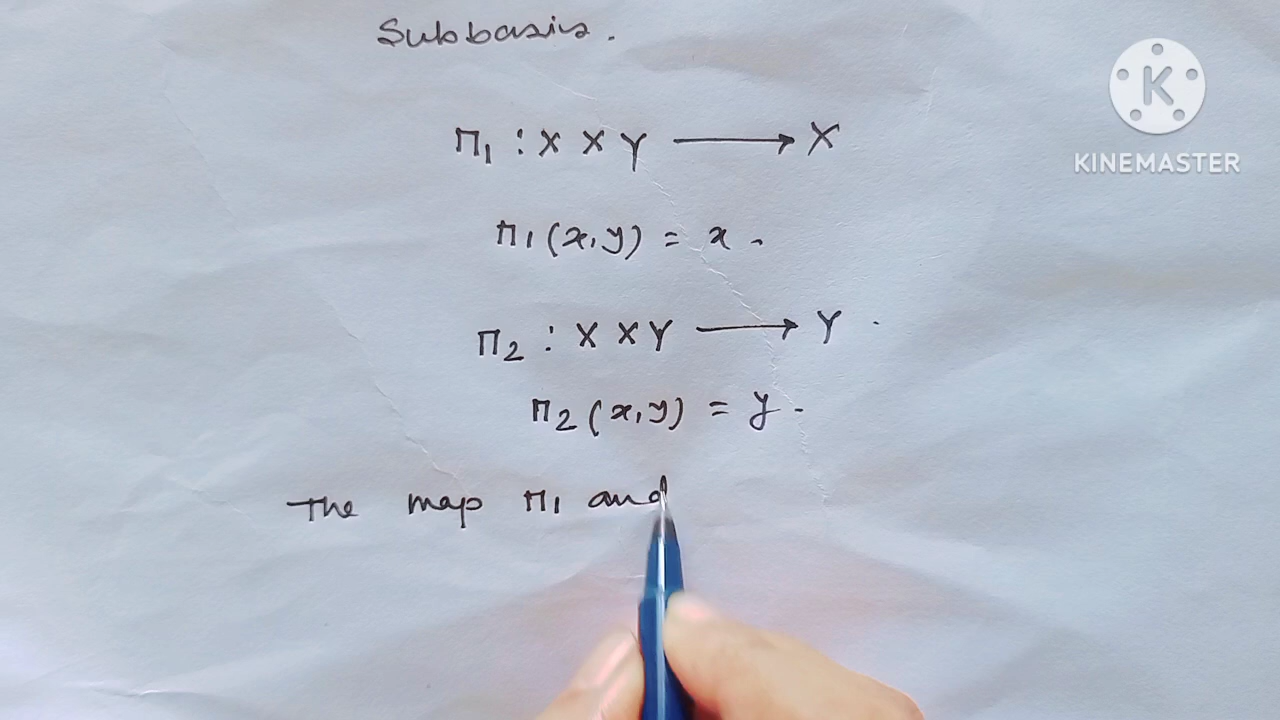 Subbasis.
π1 : X × Y ⟶ X
π1(x,y) = x.
π2 : X × Y ⟶ Y.
π2(x,y) = y.
The map π1 and
K
KINEMASTER